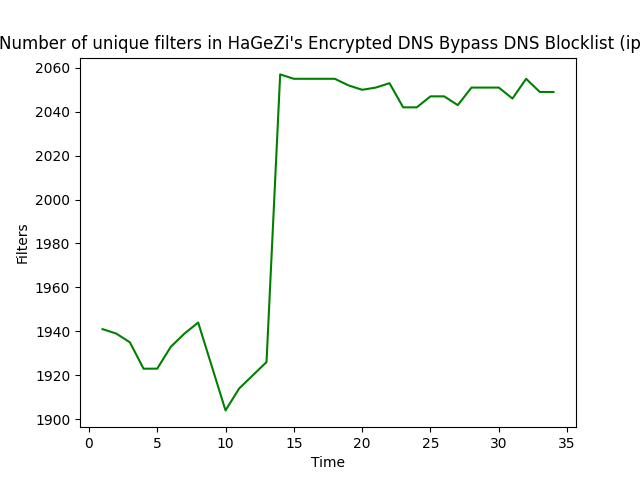 Number of unique filters in HaGeZi's Encrypted DNS Bypass DNS Blocklist (ip
2060
2040
2020
2000
1980
1960
1940
1920
1900
Filters
0 5 10 15 20 25 30 35
Time